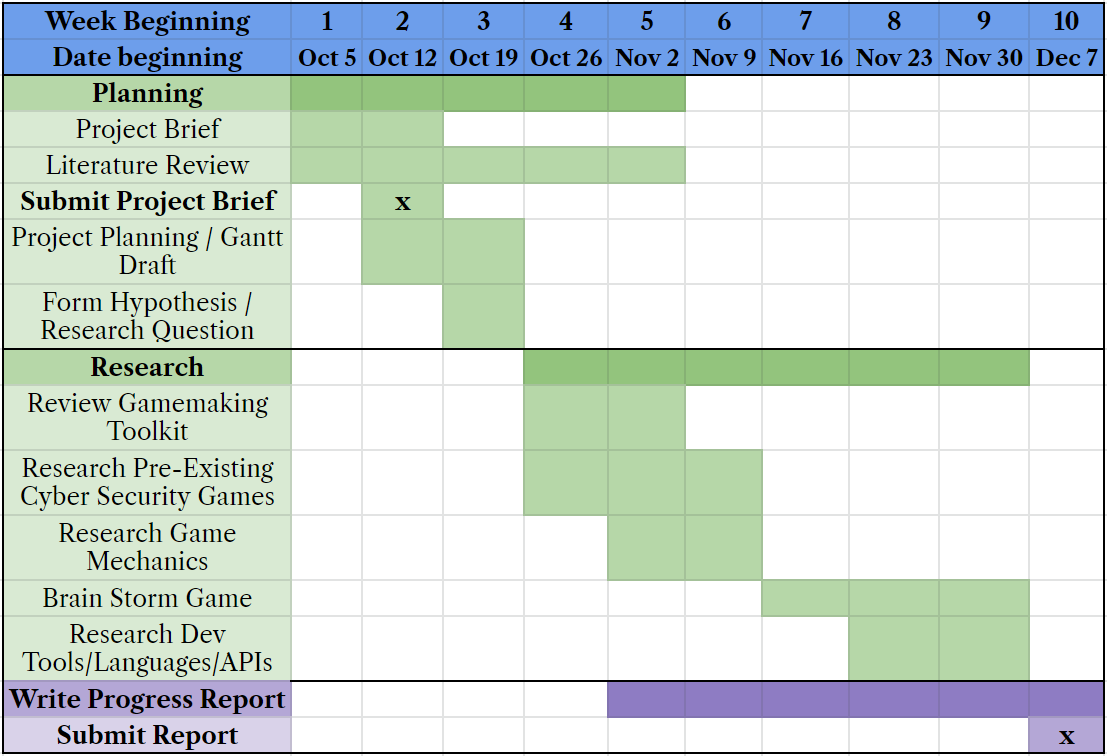 Week Beginning 1 2 3 4 5 6 7 8 9 10
Date beginning Oct 5 Oct 12 Oct 19 Oct 26 Nov 2 Nov 9 Nov 16 Nov 23 Nov 30 Dec 7
Planning
Project Brief
Literature Review
Submit Project Brief x
Project Planning / Gantt
Draft
Form Hypothesis /
Research Question
Research
Review Gamemaking
Toolkit
Research Pre-Existing
Cyber Security Games
Research Game
Mechanics
Brain Storm Game
Research Dev
Tools/Languages/APIs
Write Progress Report
Submit Report x